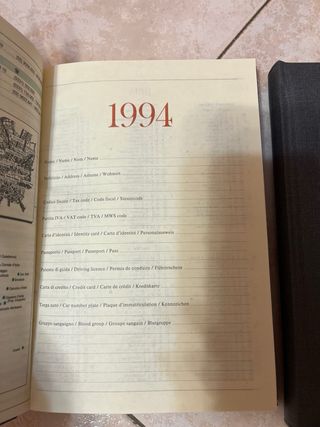 1994
Nome / Name / Nom / Name
Domicilio / Address / Adresse / Wohnort
Codice fiscale / Tax code / Code fiscal / Steuercode
Partita IVA / VAT code / TVA / MWS code
Carta d'identità / Identity card / Carte d'identité / Personalausweis
Passaporto / Passport / Passeport / Pass
Patente di guida / Driving licence / Permis de conduire / Führerschein
Carta di credito / Credit card / Carte de crédit / Kreditkarte
Targa auto / Car number plate / Plaque d'immatriculation / Kennzeichen
Gruppo sanguigno / Blood group / Groupe sanguin / Blutgruppe